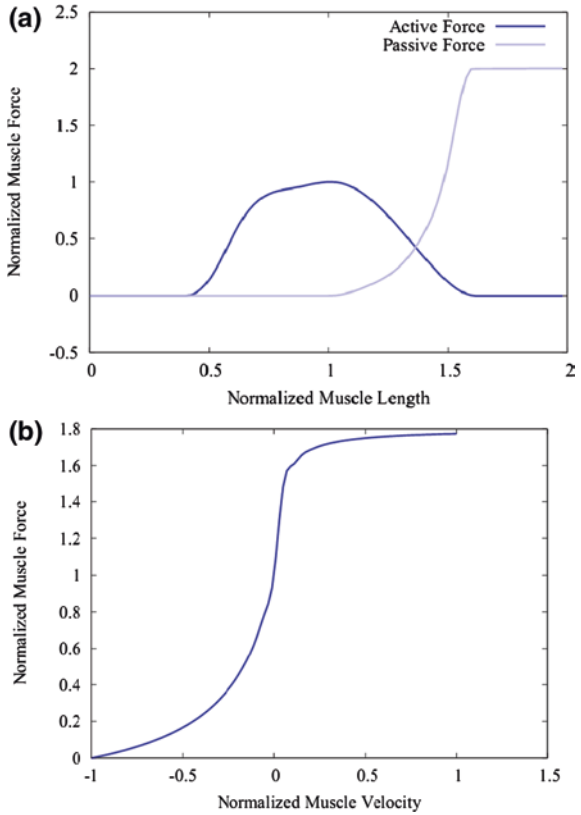 (a)
2.5
2
1.5
1
0.5
0
-0.5
Normalized Muscle Force
Active Force
Passive Force
0 0.5 1 1.5 2
Normalized Muscle Length
(b)
1.8
1.6
1.4
1.2
1
0.8
0.6
0.4
0.2
0
Normalized Muscle Force
-1 -0.5 0 0.5 1 1.5
Normalized Muscle Velocity